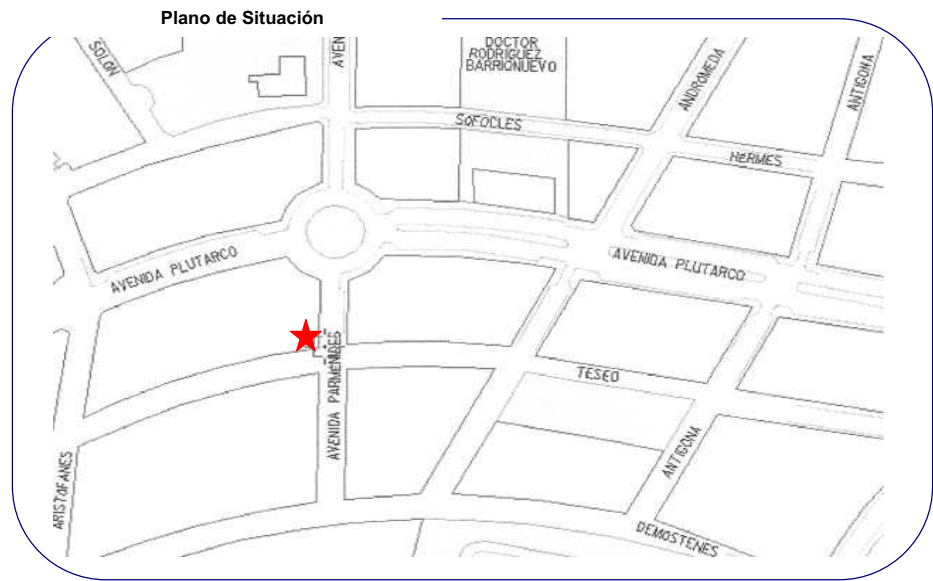 Plano de Situación
SOLON
AVEN
DOCTOR
RODRIGUEZ
BARRIONUEVO
ANDROMEDA
ANTIGONA
SOFOCLES
HERMES
AVENIDA PLUTARCO
AVENIDA PLUTARCO
AVENIDA PARMENIDES
TESEO
ANTIGONA
ARISTOFANES
DEMOSTENES